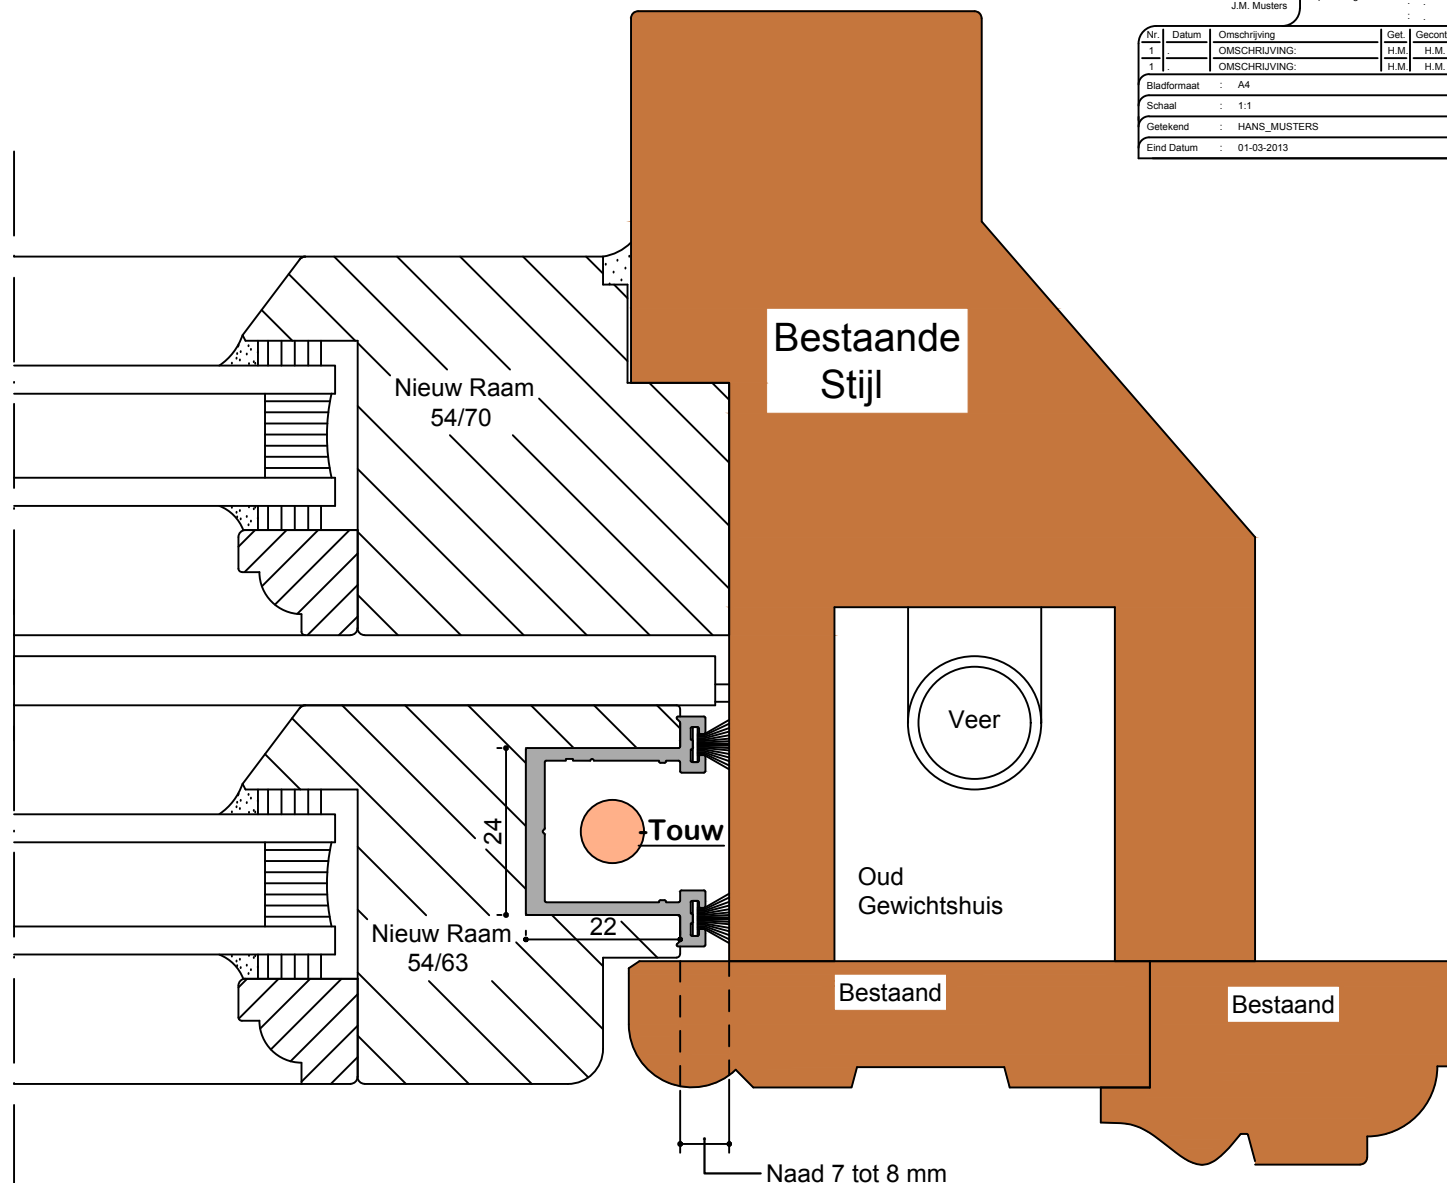 J.M. Musters
Nr. Datum Omschrijving Get. Gecont
1 . OMSCHRIJVING: H.M. H.M.
1 . OMSCHRIJVING: H.M. H.M.
Bladformaat : A4
Schaal : 1:1
Getekend : HANS_MUSTERS
Eind Datum : 01-03-2013
Bestaande
Stijl
Nieuw Raam
54/70
Veer
24
Touw
Oud
Gewichtshuis
22
Nieuw Raam
54/63
Bestaand
Bestaand
Naad 7 tot 8 mm